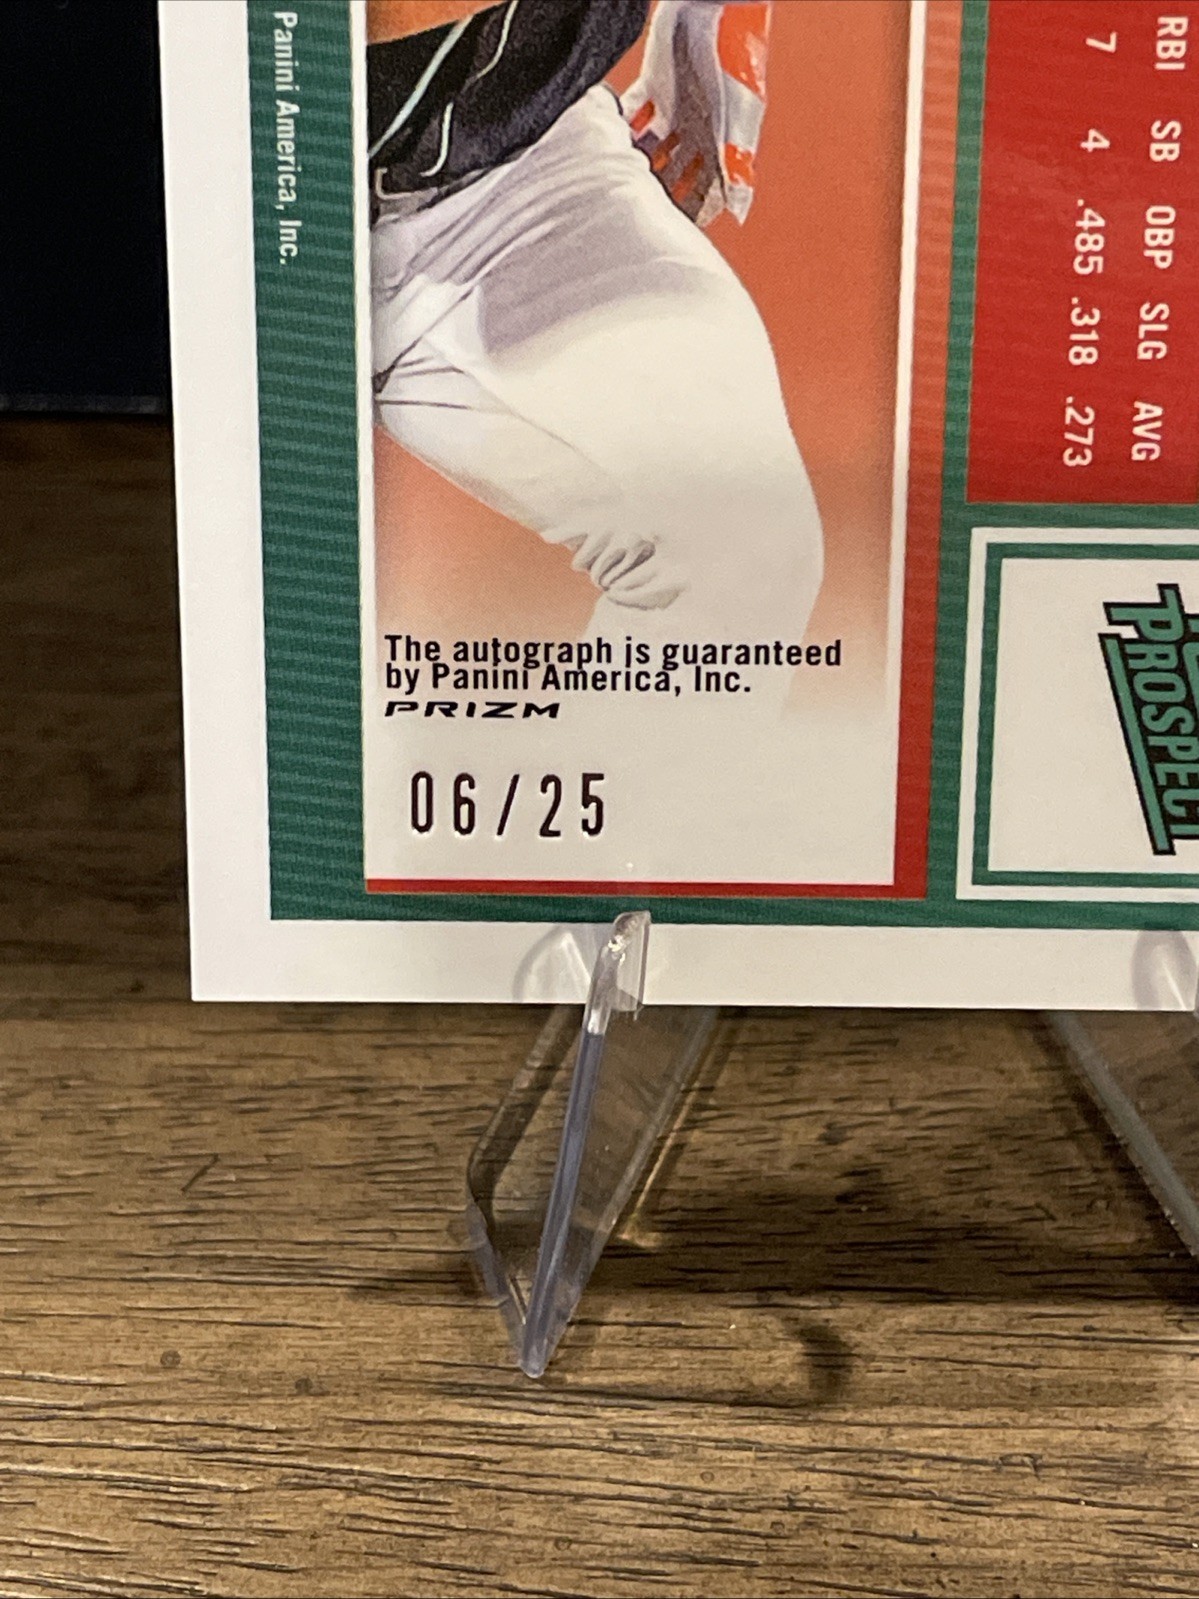 Panini America, Inc.
RBI SB OBP SLG AVG
7 4 .485 .318 .273
PROSPECT
The autograph is guaranteed
by Panini America, Inc.
PRIZM
06/25